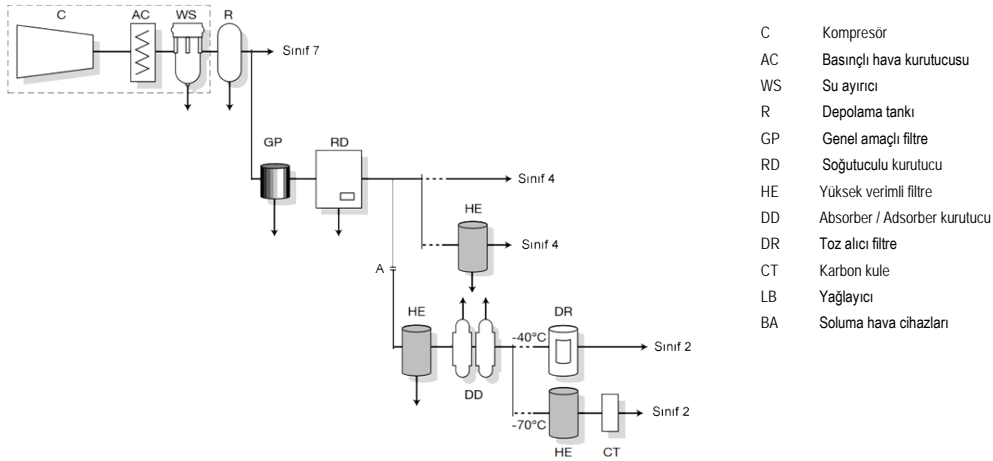 C AC WS R
Sınıf 7
GP RD
Sınıf 4
HE
Sınıf 4
A
HE DR
-40°C
Sınıf 2
DD
Sınıf 2
-70°C
HE CT
C Kompresör
AC Basınçlı hava kurutucusu
WS Su ayırıcı
R Depolama tankı
GP Genel amaçlı filtre
RD Soğutuculu kurutucu
HE Yüksek verimli filtre
DD Absorber / Adsorber kurutucu
DR Toz alıcı filtre
CT Karbon kule
LB Yağlayıcı
BA Soluma hava cihazları